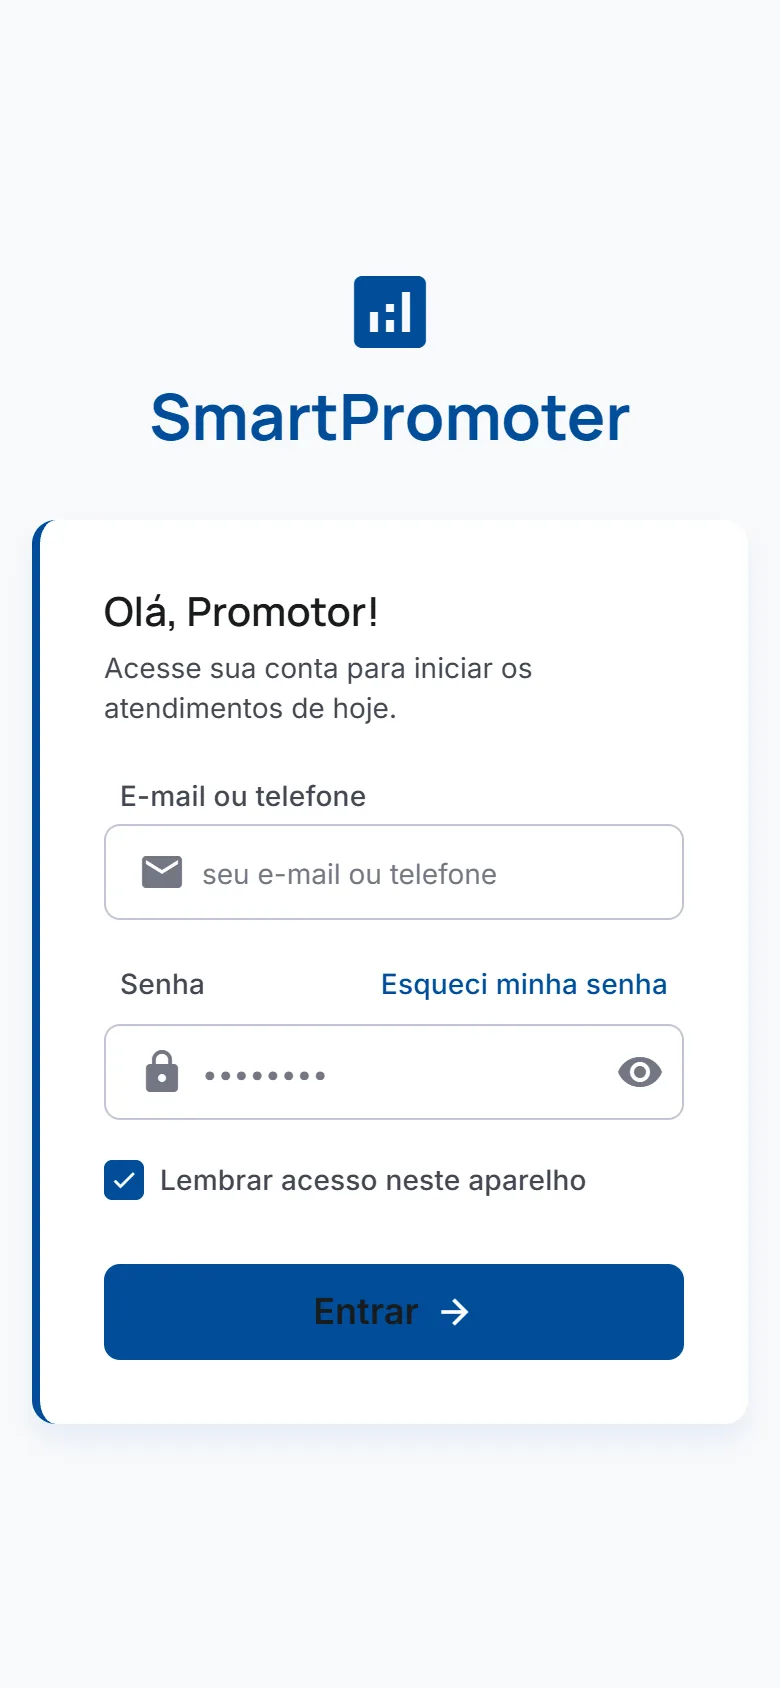 SmartPromoter
Olá, Promotor!
Acesse sua conta para iniciar os
atendimentos de hoje.
E-mail ou telefone
seu e-mail ou telefone
Senha Esqueci minha senha
••••••••
Lembrar acesso neste aparelho
Entrar →